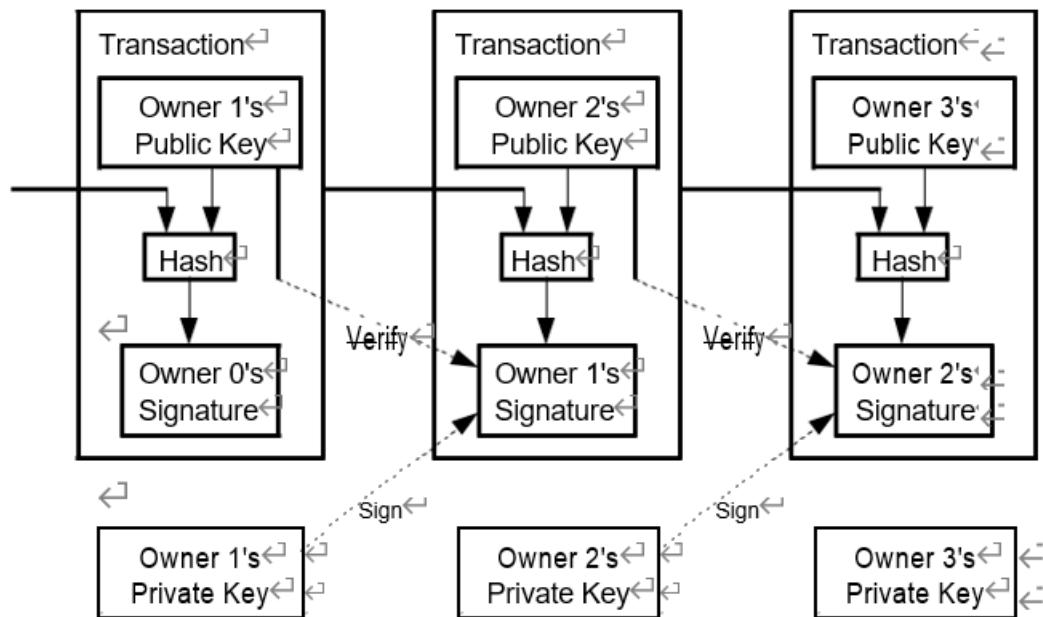 Transaction
Transaction
Transaction
Owner 1's
Public Key
Owner 2's
Public Key
Owner 3's
Public Key
Hash
Hash
Hash
Verify
Verify
Owner 0's
Signature
Owner 1's
Signature
Owner 2's
Signature
Sign
Sign
Owner 1's
Private Key
Owner 2's
Private Key
Owner 3's
Private Key